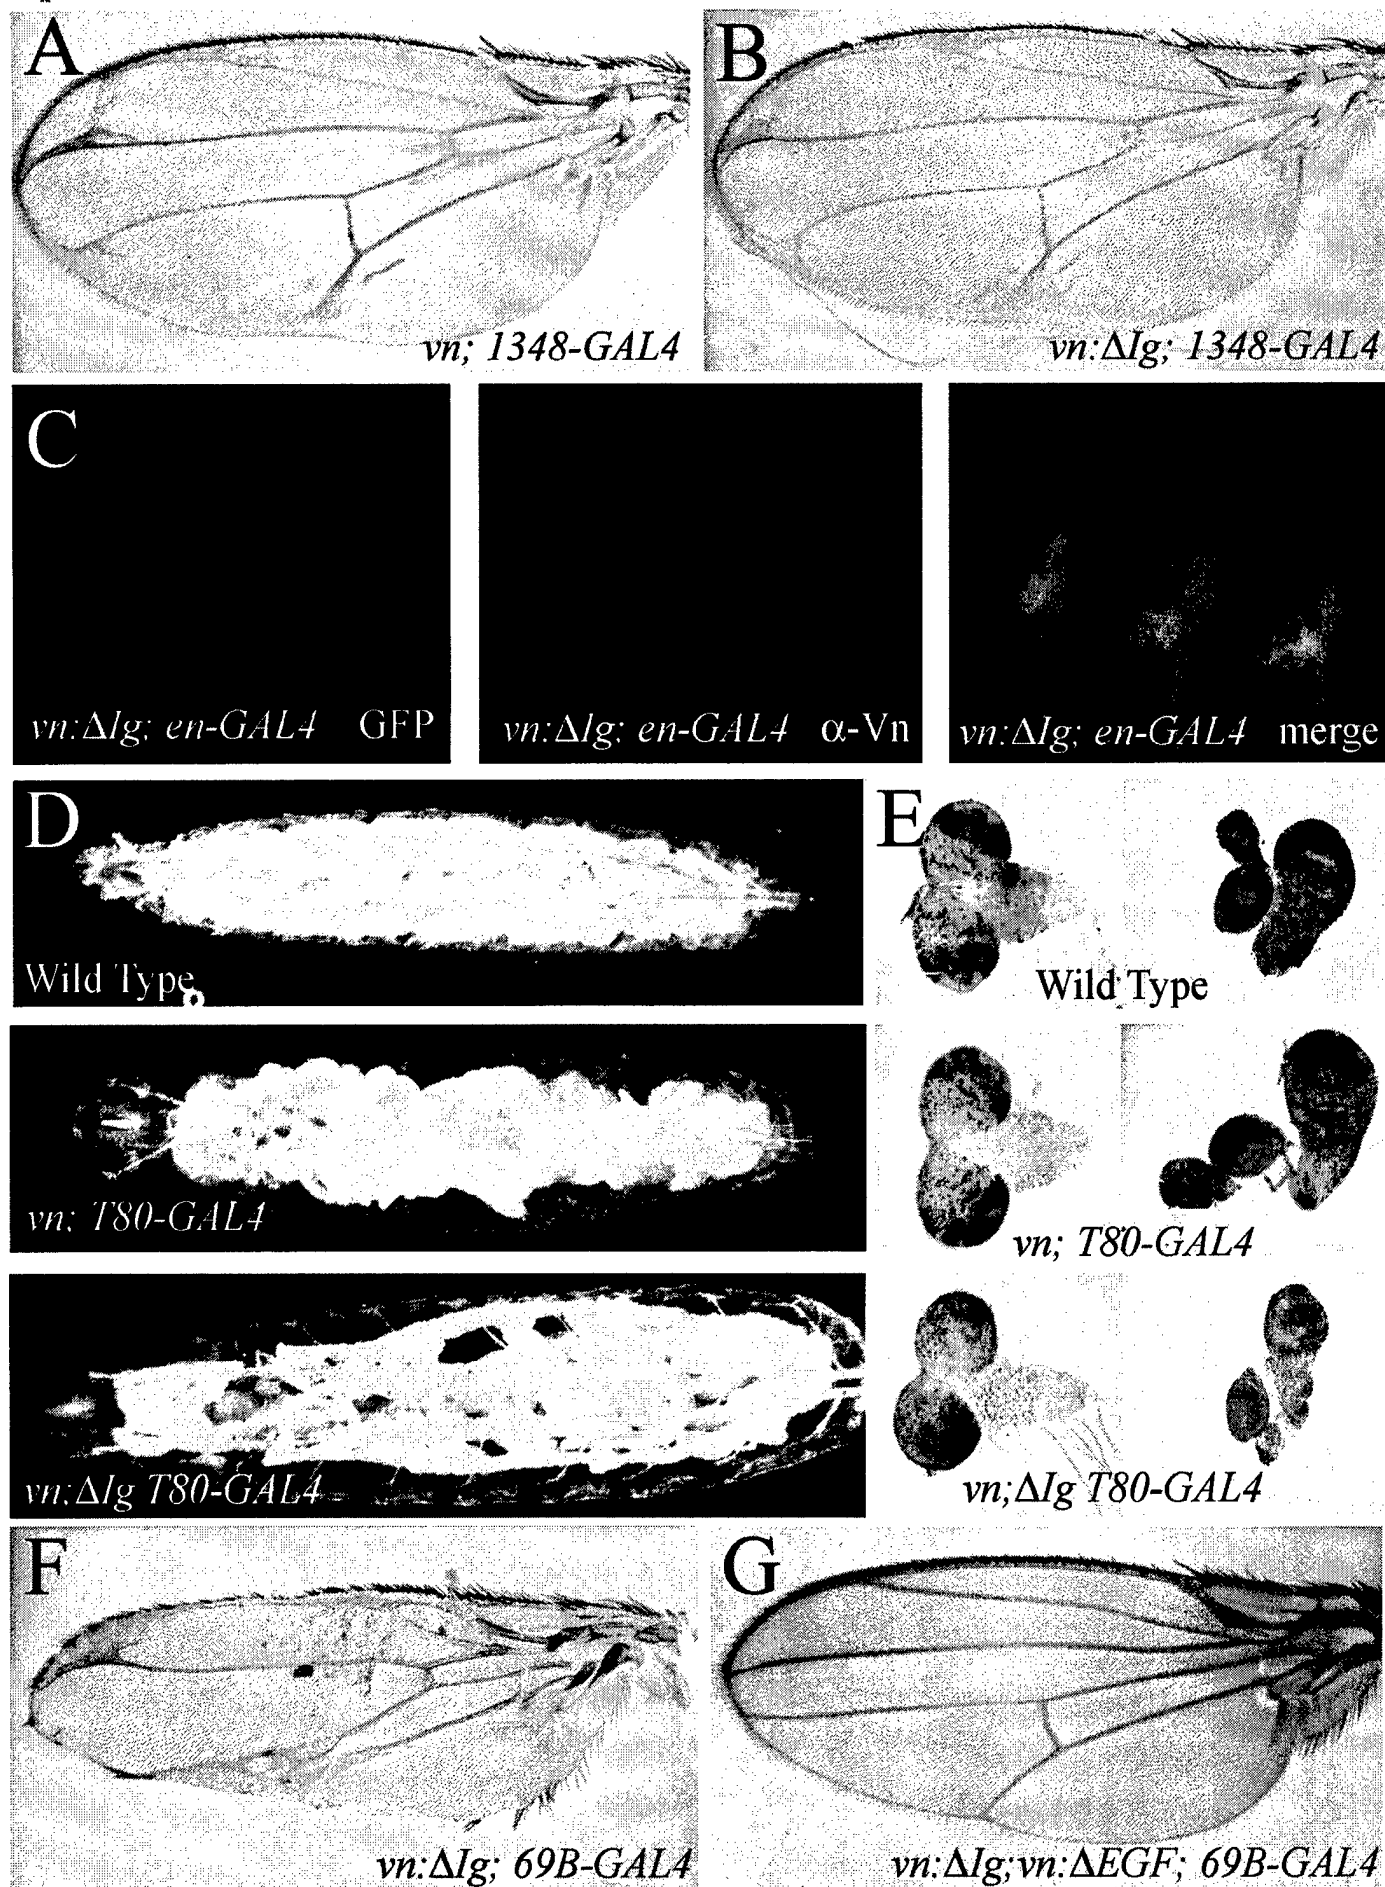 A
B
vn; 1348-GAL4
vn:ΔIg; 1348-GAL4
C
vn:ΔIg; en-GAL4 GFP
vn:ΔIg; en-GAL4 α-Vn
vn:ΔIg; en-GAL4 merge
D
E
Wild Type
Wild Type
vn; T80-GAL4
vn; T80-GAL4
vn:ΔIg T80-GAL4
vn;ΔIg T80-GAL4
F
G
vn:ΔIg; 69B-GAL4
vn:ΔIg;vn:ΔEGF; 69B-GAL4